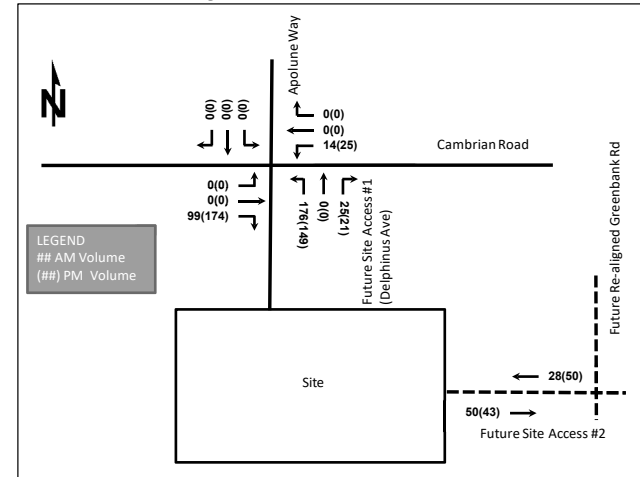 Apolune Way
N
0(0)
0(0)
0(0)
0(0)
0(0)
14(25)
Cambrian Road
0(0)
0(0)
99(174)
176(149)
0(0)
25(21)
Future Site Access #1
(Delphinus Ave)
Future Re-aligned Greenbank Rd
LEGEND
## AM Volume
(##) PM Volume
Site
28(50)
50(43)
Future Site Access #2